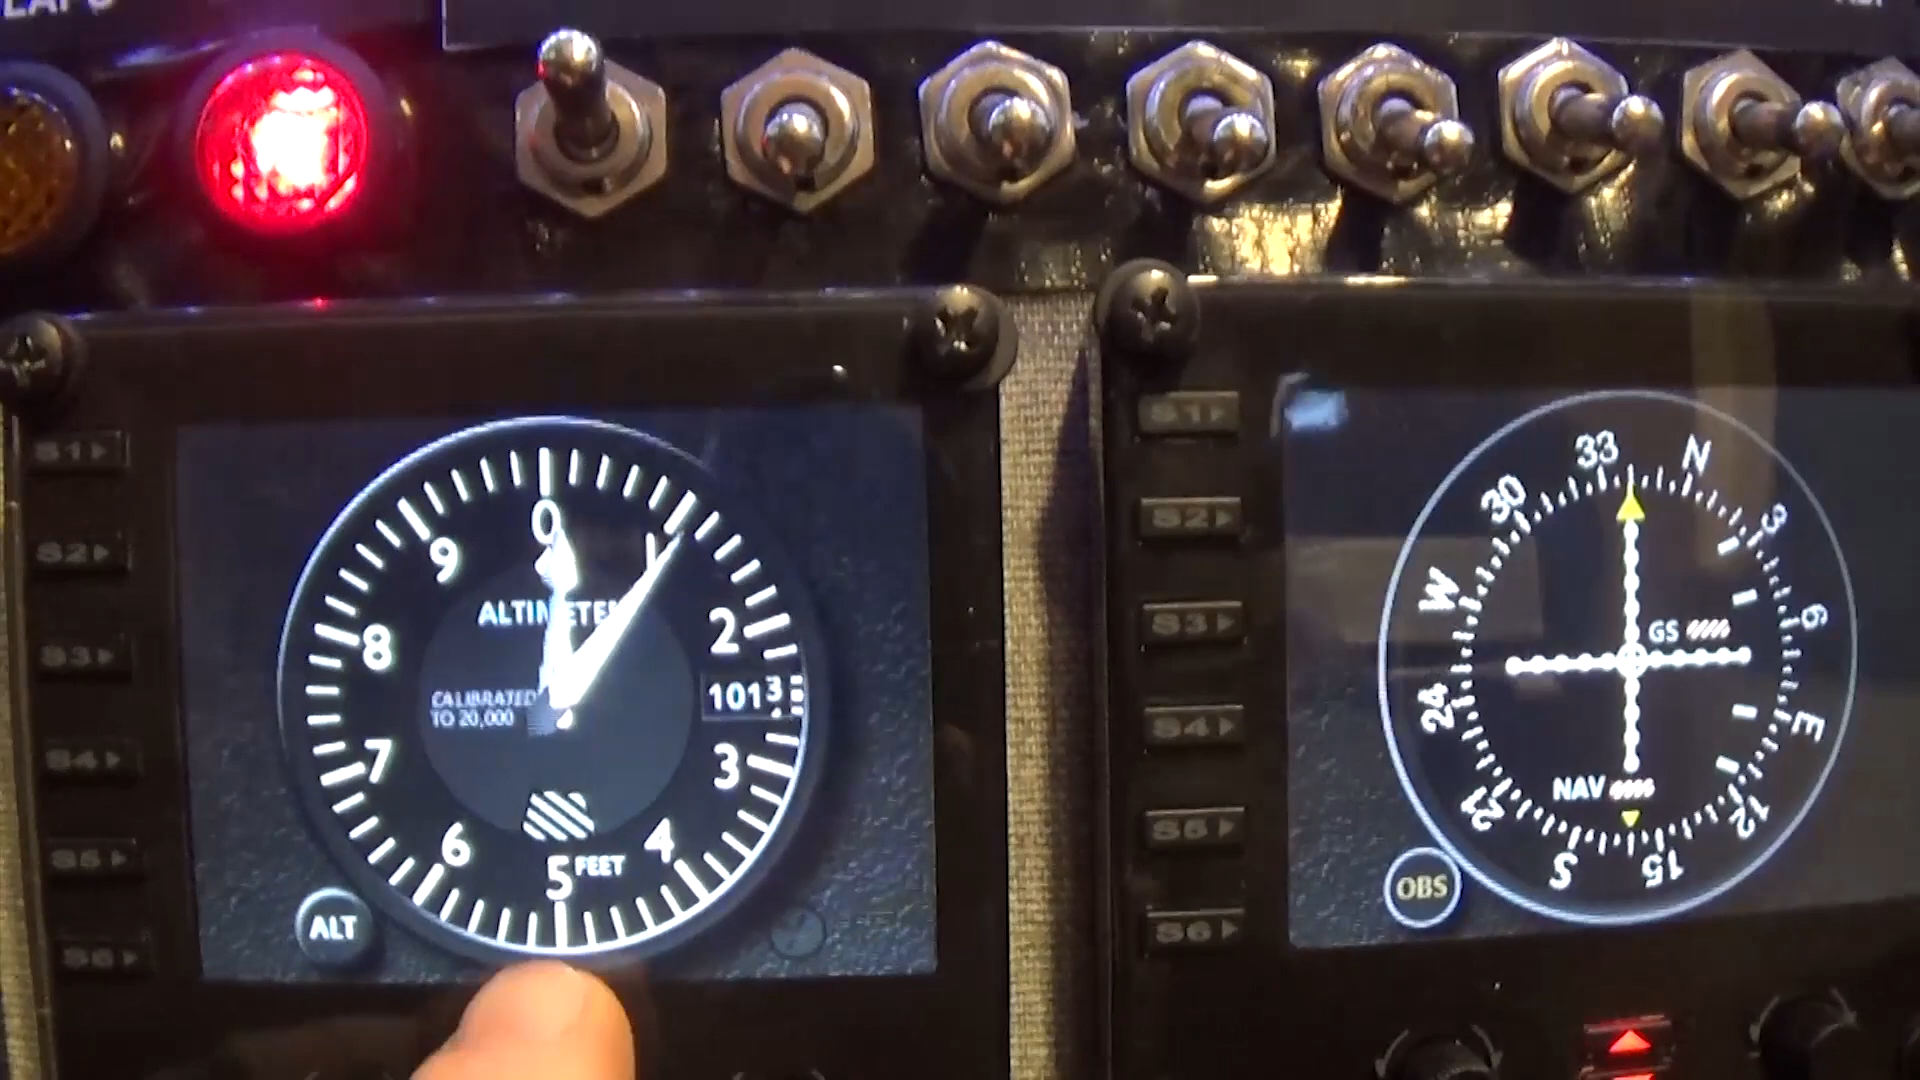 S1
S2
S3
S4
S5
S6
0
1
2
3
4
5
6
7
8
9
ALTIMETER
CALIBRATED
TO 20,000
1013
FEET
ALT
S1
S2
S3
S4
S5
S6
33
N
3
6
E
12
15
S
21
24
W
30
GS
NAV
OBS